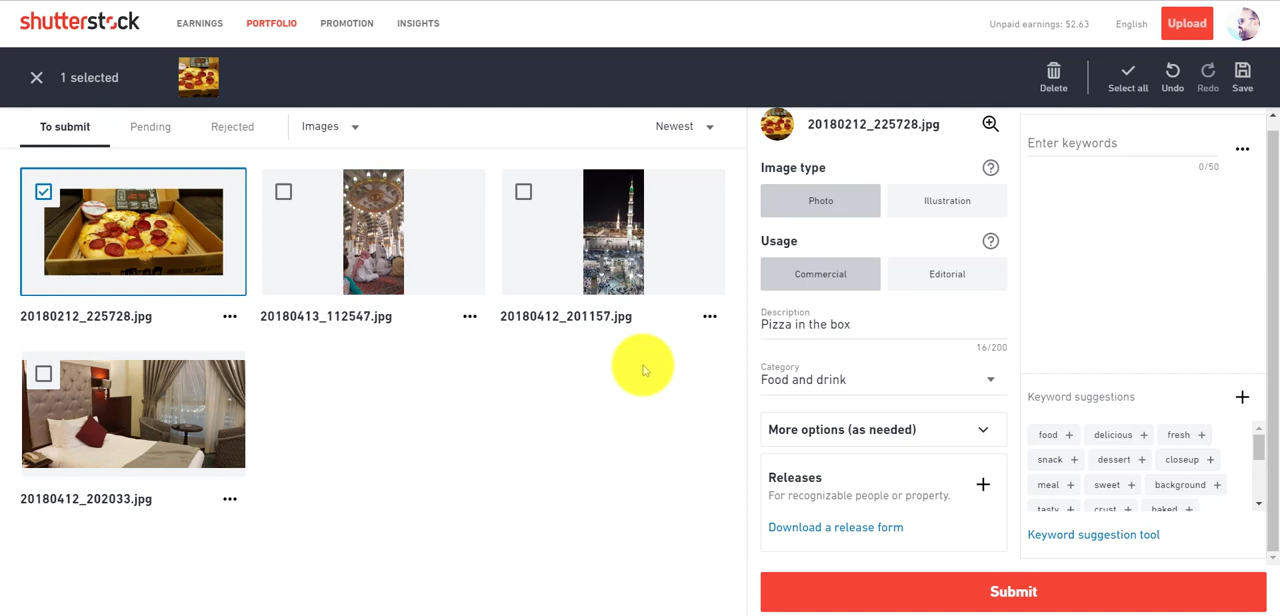 shutterstock EARNINGS PORTFOLIO PROMOTION INSIGHTS Unpaid earnings: $2.63 English Upload
1 selected Delete Select all Undo Redo Save
To submit Pending Rejected Images Newest
20180212_225728.jpg 20180413_112547.jpg 20180412_201157.jpg
20180412_202033.jpg
20180212_225728.jpg
Image type
Photo Illustration
Usage
Commercial Editorial
Description
Pizza in the box
16/200
Category
Food and drink
More options (as needed)
Releases
For recognizable people or property.
Download a release form
Enter keywords
0/50
Keyword suggestions
food + delicious + fresh +
snack + dessert + closeup +
meal + sweet + background +
tasty + crust + baked +
Keyword suggestion tool
Submit